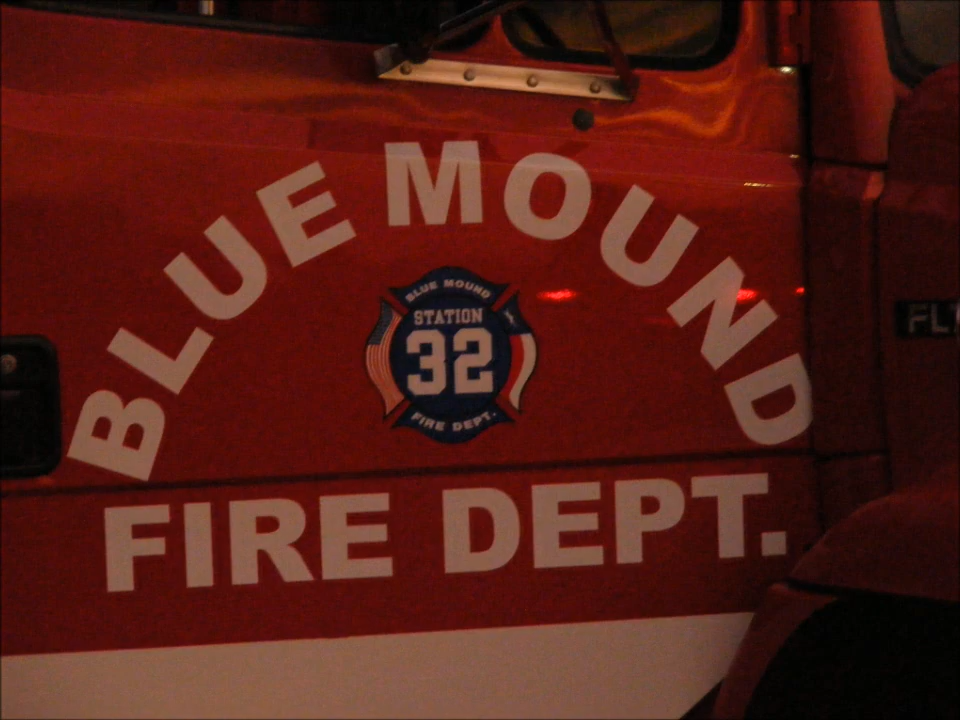 BLUE MOUND
BLUE MOUND
STATION
32
FIRE DEPT.
FIRE DEPT.